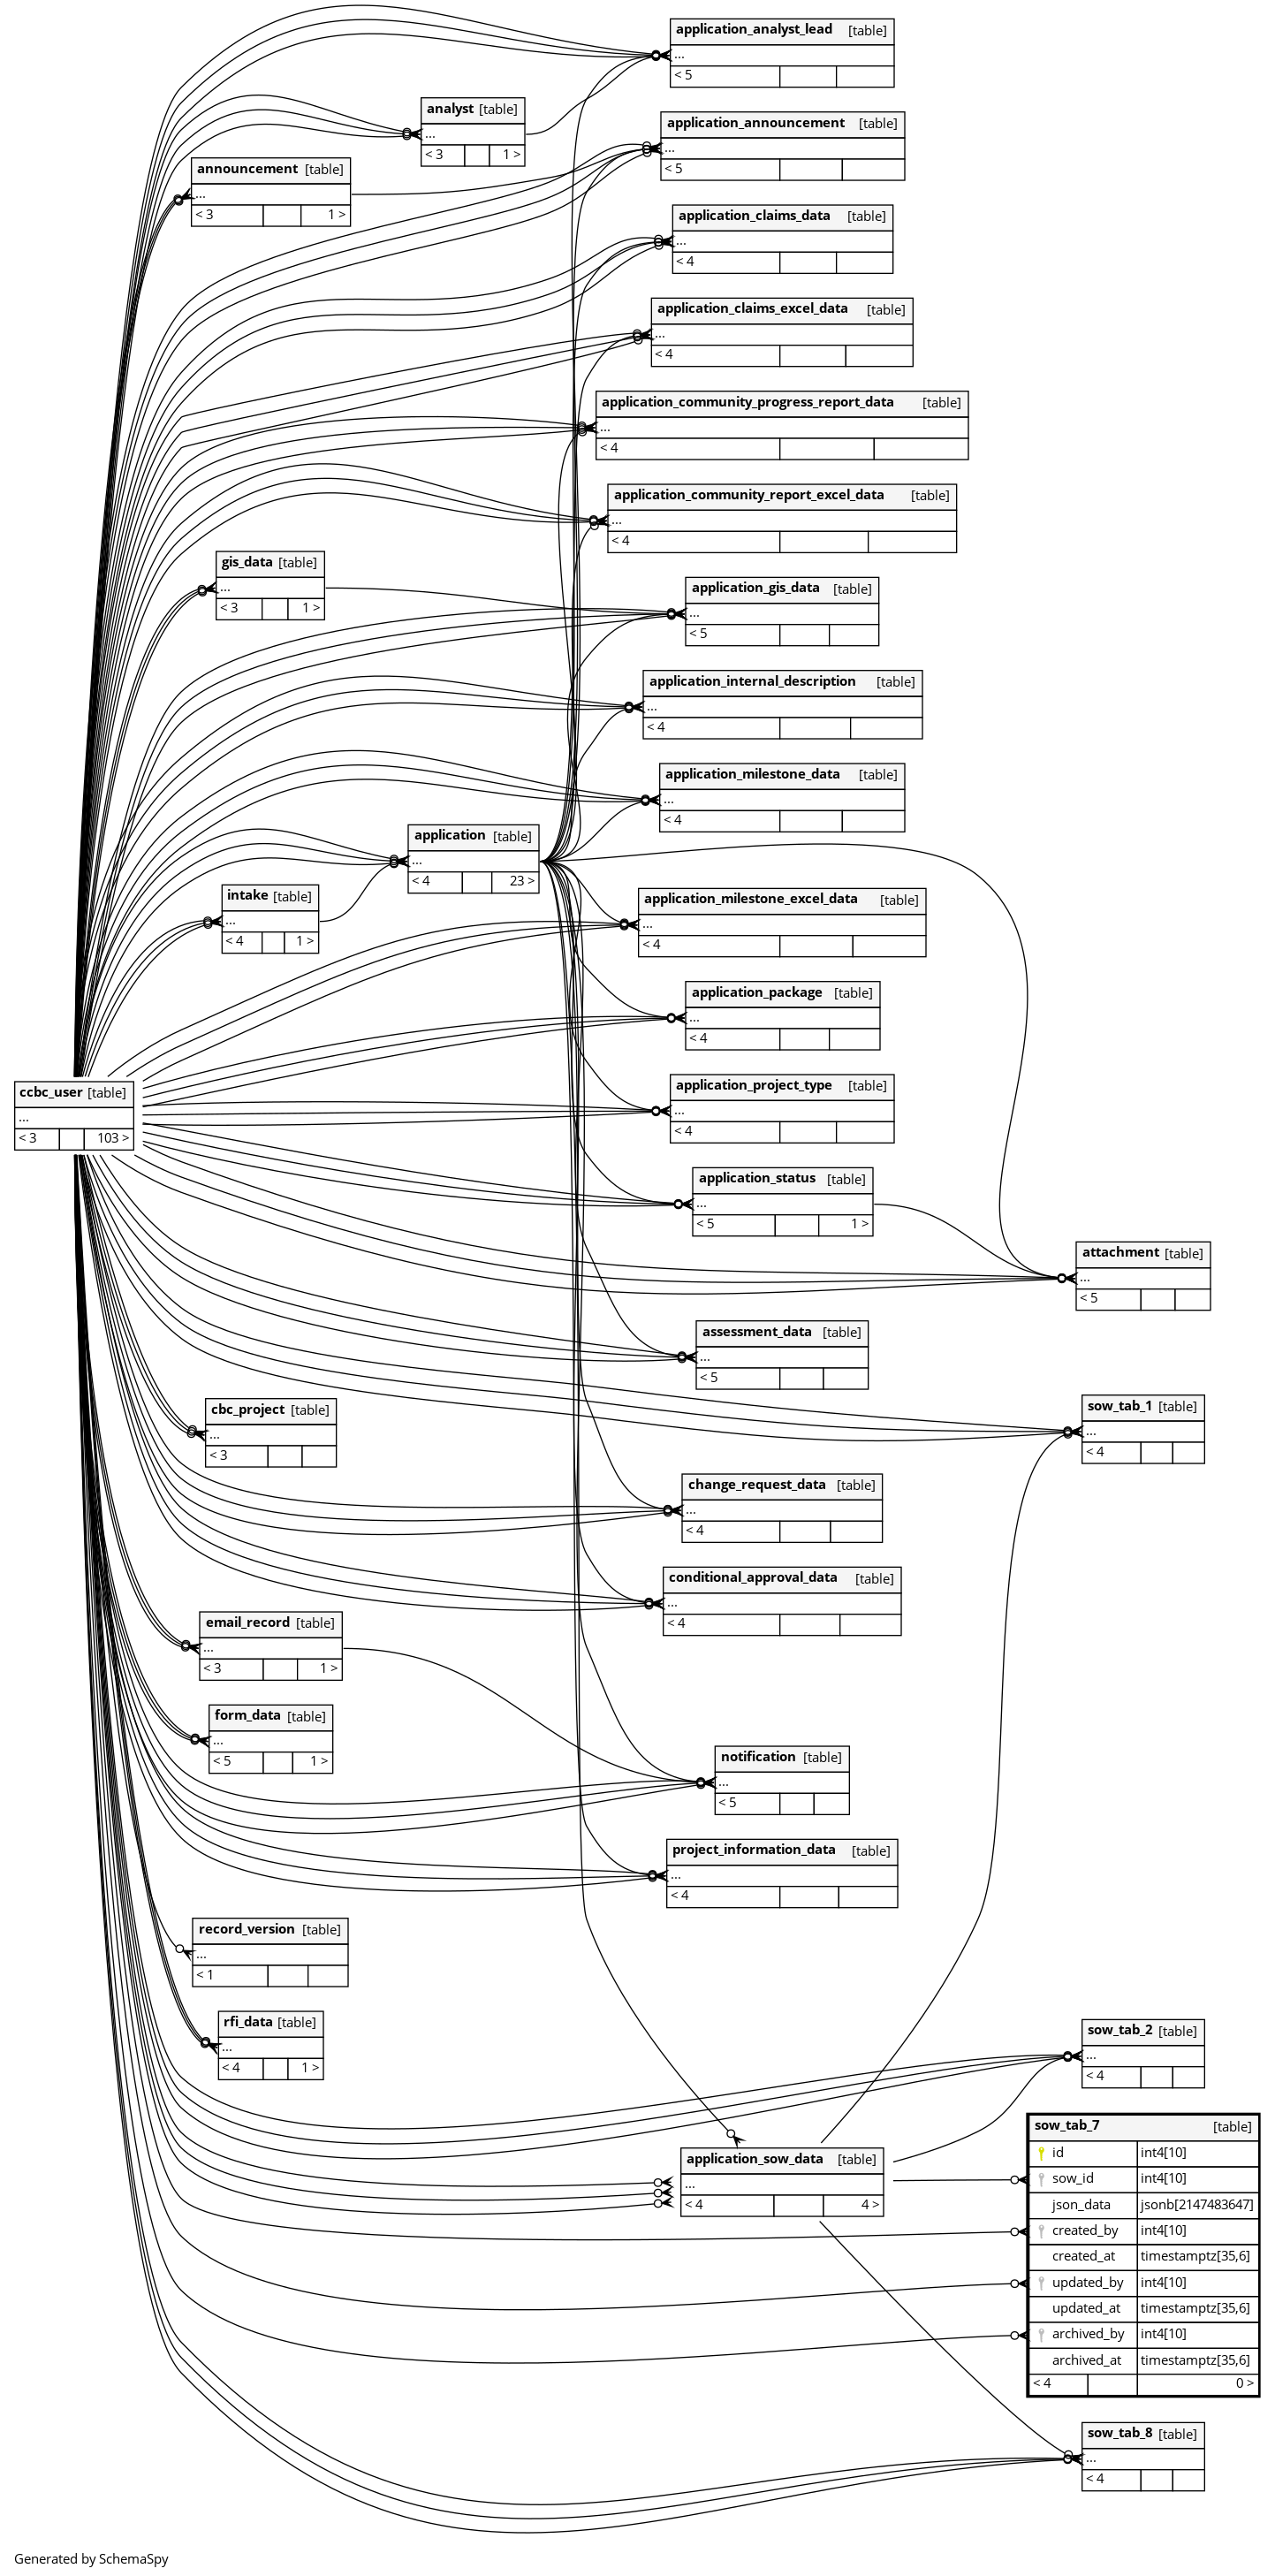 application_analyst_lead [table]
...
< 5
analyst [table]
...
< 3 1 >
application_announcement [table]
...
< 5
announcement [table]
...
< 3 1 >
application_claims_data [table]
...
< 4
application_claims_excel_data [table]
...
< 4
application_community_progress_report_data [table]
...
< 4
application_community_report_excel_data [table]
...
< 4
gis_data [table]
...
< 3 1 >
application_gis_data [table]
...
< 5
application_internal_description [table]
...
< 4
application_milestone_data [table]
...
< 4
application [table]
...
< 4 23 >
intake [table]
...
< 4 1 >
application_milestone_excel_data [table]
...
< 4
application_package [table]
...
< 4
ccbc_user [table]
...
< 3 103 >
application_project_type [table]
...
< 4
application_status [table]
...
< 5 1 >
attachment [table]
...
< 5
assessment_data [table]
...
< 5
cbc_project [table]
...
< 3
sow_tab_1 [table]
...
< 4
change_request_data [table]
...
< 4
conditional_approval_data [table]
...
< 4
email_record [table]
...
< 3 1 >
form_data [table]
...
< 5 1 >
notification [table]
...
< 5
project_information_data [table]
...
< 4
record_version [table]
...
< 1
rfi_data [table]
...
< 4 1 >
sow_tab_2 [table]
...
< 4
application_sow_data [table]
...
< 4 4 >
sow_tab_7 [table]
id int4[10]
sow_id int4[10]
json_data jsonb[2147483647]
created_by int4[10]
created_at timestamptz[35,6]
updated_by int4[10]
updated_at timestamptz[35,6]
archived_by int4[10]
archived_at timestamptz[35,6]
< 4 0 >
sow_tab_8 [table]
...
< 4
Generated by SchemaSpy